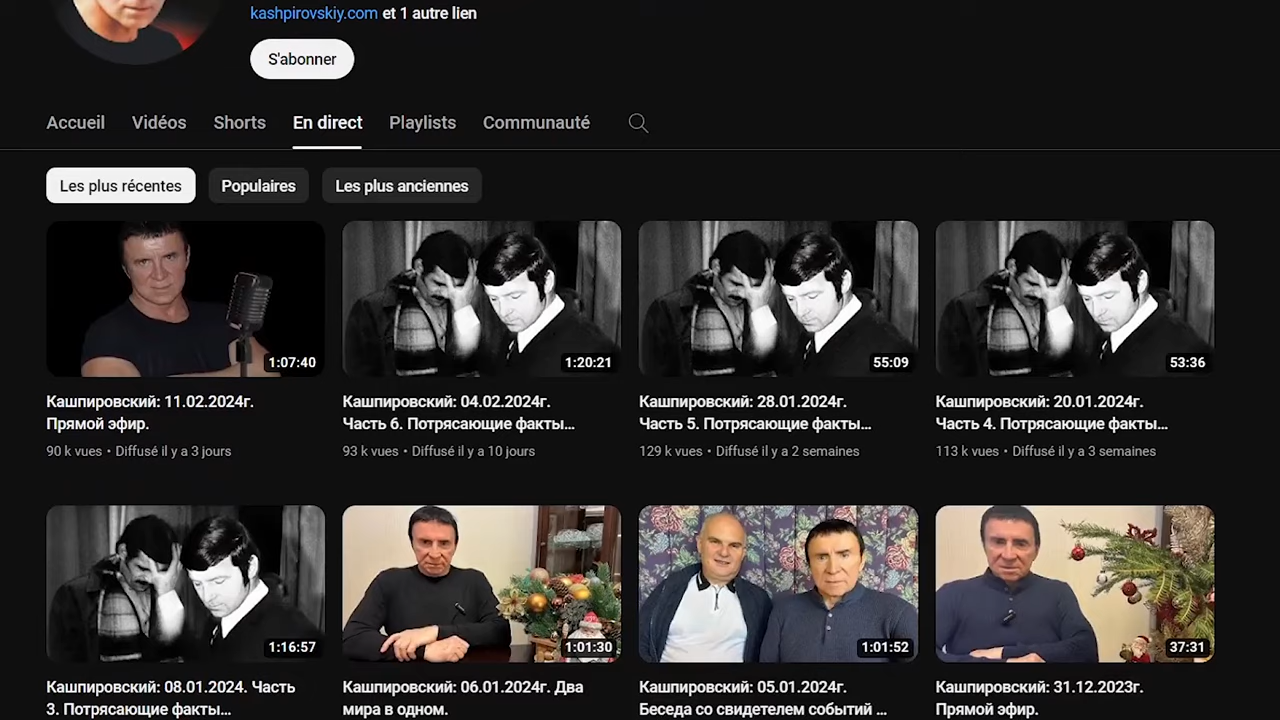 kashpirovskiy.com et 1 autre lien
S'abonner
Accueil Vidéos Shorts En direct Playlists Communauté
Les plus récentes Populaires Les plus anciennes
1:07:40 1:20:21 55:09 53:36
Кашпировский: 11.02.2024г.
Прямой эфир.
90 k vues • Diffusé il y a 3 jours
Кашпировский: 04.02.2024г.
Часть 6. Потрясающие факты...
93 k vues • Diffusé il y a 10 jours
Кашпировский: 28.01.2024г.
Часть 5. Потрясающие факты...
129 k vues • Diffusé il y a 2 semaines
Кашпировский: 20.01.2024г.
Часть 4. Потрясающие факты...
113 k vues • Diffusé il y a 3 semaines
1:16:57 1:01:30 1:01:52 37:31
Кашпировский: 08.01.2024. Часть
3. Потрясающие факты...
Кашпировский: 06.01.2024г. Два
мира в одном.
Кашпировский: 05.01.2024г.
Беседа со свидетелем событий ...
Кашпировский: 31.12.2023г.
Прямой эфир.